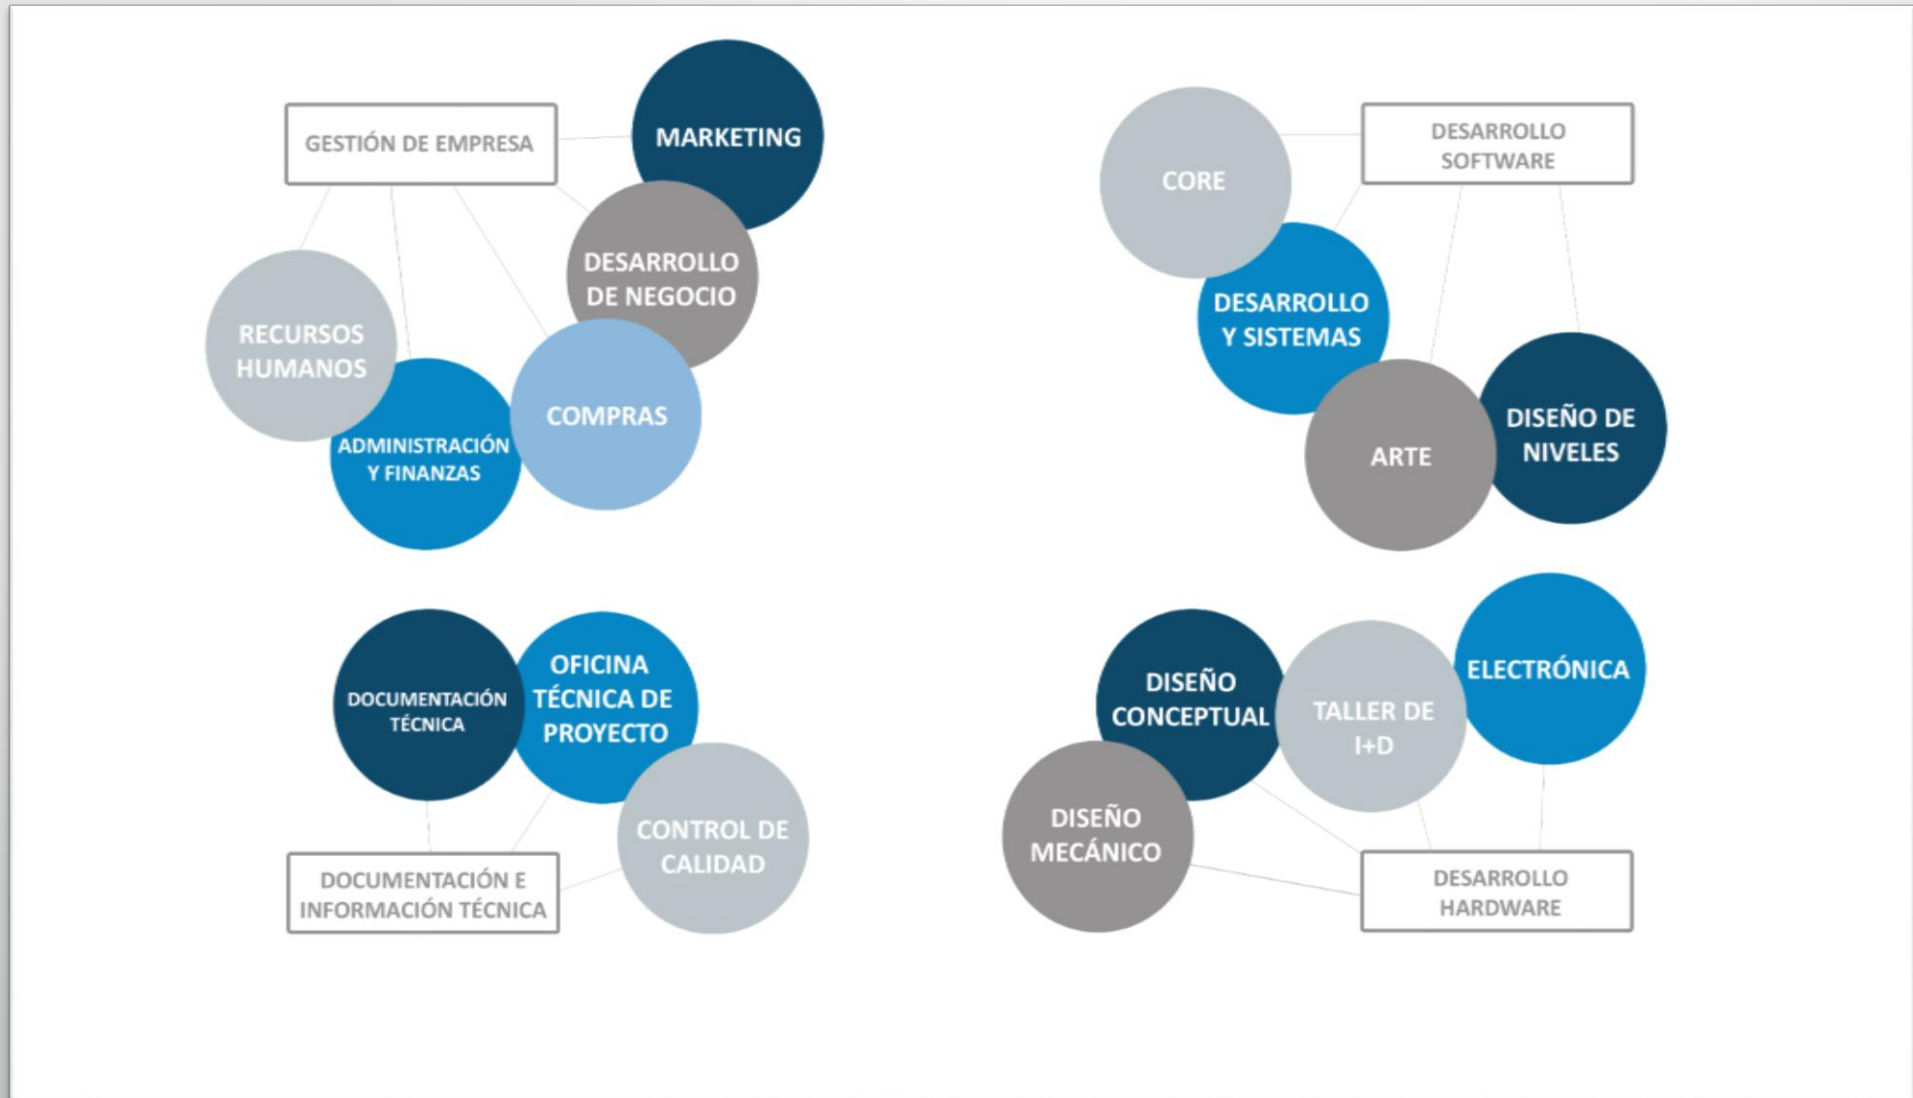 GESTIÓN DE EMPRESA
MARKETING
DESARROLLO
DE NEGOCIO
RECURSOS
HUMANOS
ADMINISTRACIÓN
Y FINANZAS
COMPRAS
DESARROLLO
SOFTWARE
CORE
DESARROLLO
Y SISTEMAS
ARTE
DISEÑO DE
NIVELES
DOCUMENTACIÓN
TÉCNICA
OFICINA
TÉCNICA DE
PROYECTO
CONTROL DE
CALIDAD
DOCUMENTACIÓN E
INFORMACIÓN TÉCNICA
DISEÑO
CONCEPTUAL
TALLER DE
I+D
ELECTRÓNICA
DISEÑO
MECÁNICO
DESARROLLO
HARDWARE